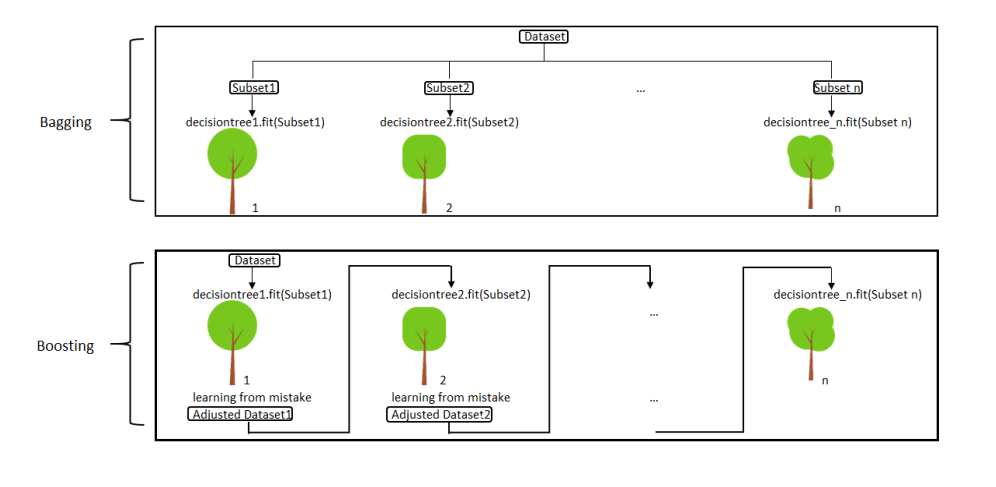 Dataset
Subset1
Subset2
...
Subset n
Bagging
decisiontree1.fit(Subset1)
decisiontree2.fit(Subset2)
decisiontree_n.fit(Subset n)
1
2
n
Dataset
decisiontree1.fit(Subset1)
decisiontree2.fit(Subset2)
...
decisiontree_n.fit(Subset n)
Boosting
1
2
n
learning from mistake
learning from mistake
...
Adjusted Dataset1
Adjusted Dataset2